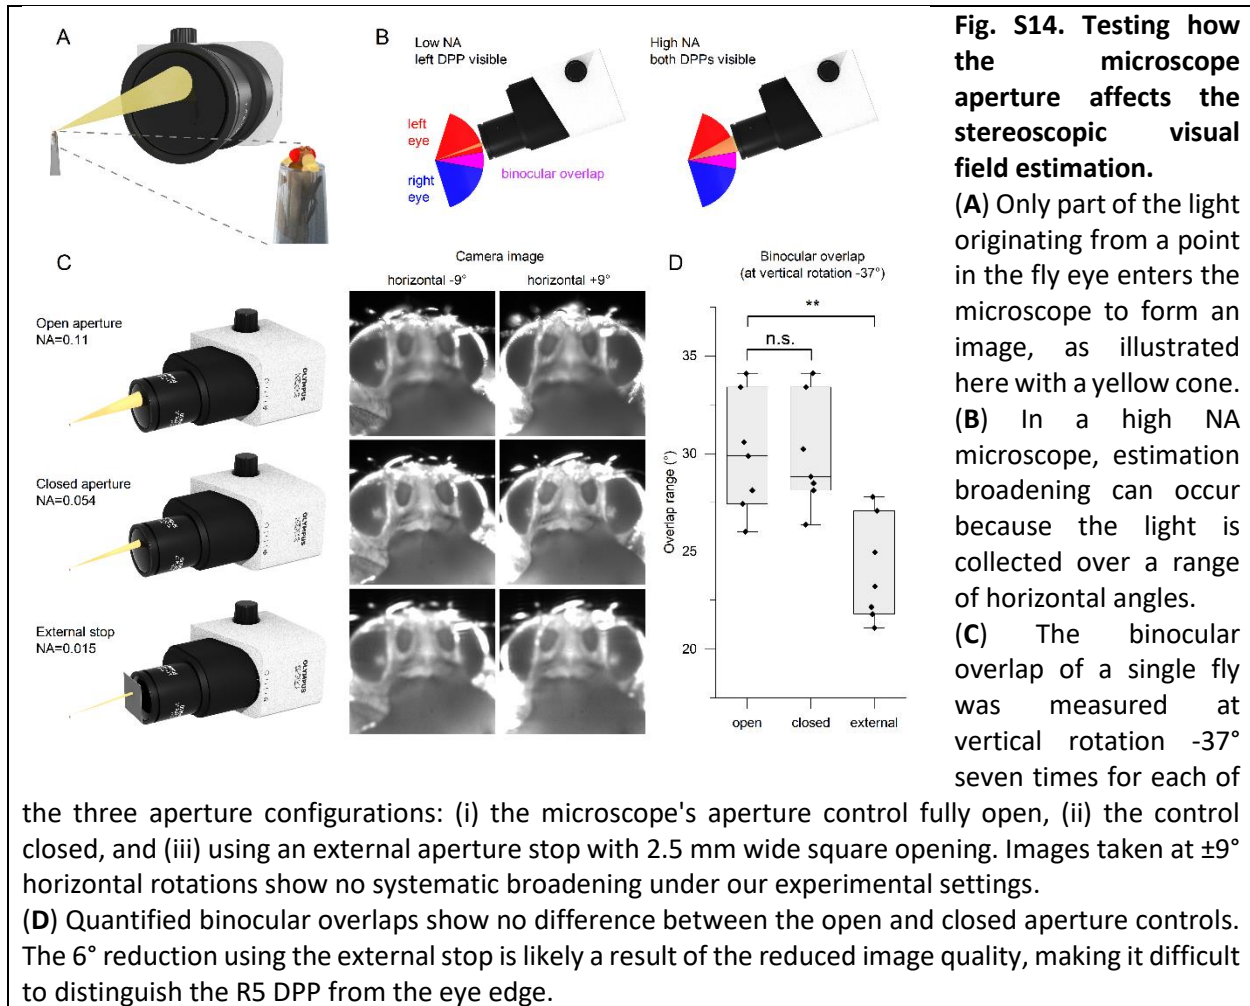 A
B
Low NA
left DPP visible
High NA
both DPPs visible
left
eye
right
eye
binocular overlap
C
Camera image
horizontal -9°
horizontal +9°
Open aperture
NA=0.11
OLYMPUS
Closed aperture
NA=0.054
OLYMPUS
External stop
NA=0.015
OLYMPUS
D
Binocular overlap
(at vertical rotation -37°)
**
n.s.
Overlap range (°)
35
30
25
20
open closed external
Fig. S14. Testing how
the microscope
aperture affects the
stereoscopic visual
field estimation.
(A) Only part of the light
originating from a point
in the fly eye enters the
microscope to form an
image, as illustrated
here with a yellow cone.
(B) In a high NA
microscope, estimation
broadening can occur
because the light is
collected over a range
of horizontal angles.
(C) The binocular
overlap of a single fly
was measured at
vertical rotation -37°
seven times for each of
the three aperture configurations: (i) the microscope's aperture control fully open, (ii) the control
closed, and (iii) using an external aperture stop with 2.5 mm wide square opening. Images taken at ±9°
horizontal rotations show no systematic broadening under our experimental settings.
(D) Quantified binocular overlaps show no difference between the open and closed aperture controls.
The 6° reduction using the external stop is likely a result of the reduced image quality, making it difficult
to distinguish the R5 DPP from the eye edge.